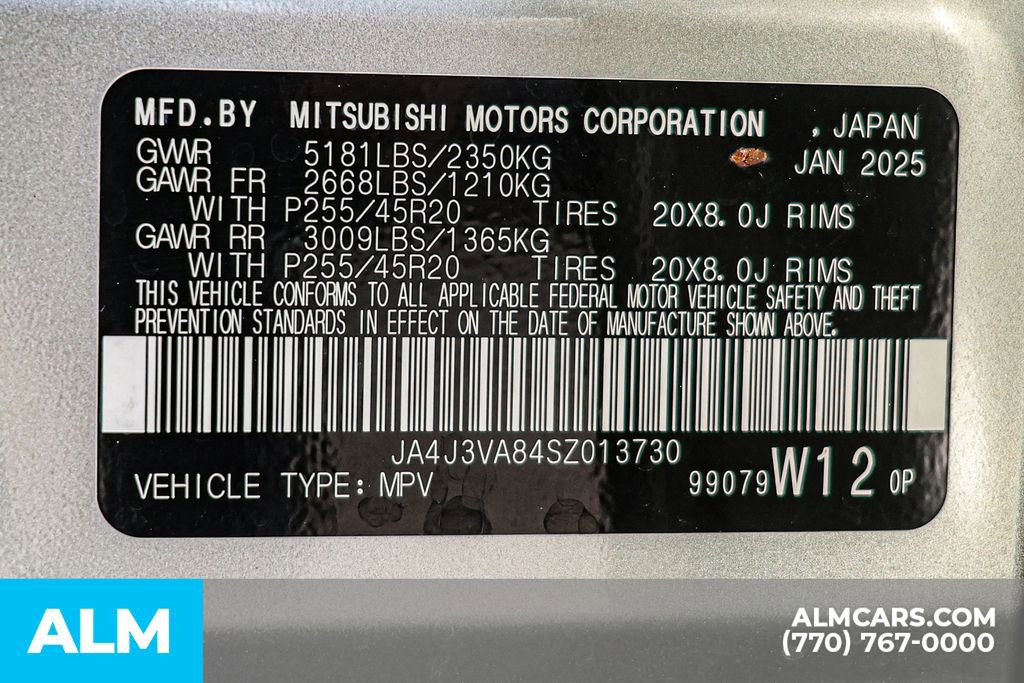 MFD.BY MITSUBISHI MOTORS CORPORATION , JAPAN
GVWR 5181LBS/2350KG JAN 2025
GAWR FR 2668LBS/1210KG
WITH P255/45R20 TIRES 20X8.0J RIMS
GAWR RR 3009LBS/1365KG
WITH P255/45R20 TIRES 20X8.0J RIMS
THIS VEHICLE CONFORMS TO ALL APPLICABLE FEDERAL MOTOR VEHICLE SAFETY AND THEFT
PREVENTION STANDARDS IN EFFECT ON THE DATE OF MANUFACTURE SHOWN ABOVE.
JA4J3VA84SZ013730
VEHICLE TYPE: MPV 99079 W12 0P
ALM
ALMCARS.COM
(770) 767-0000